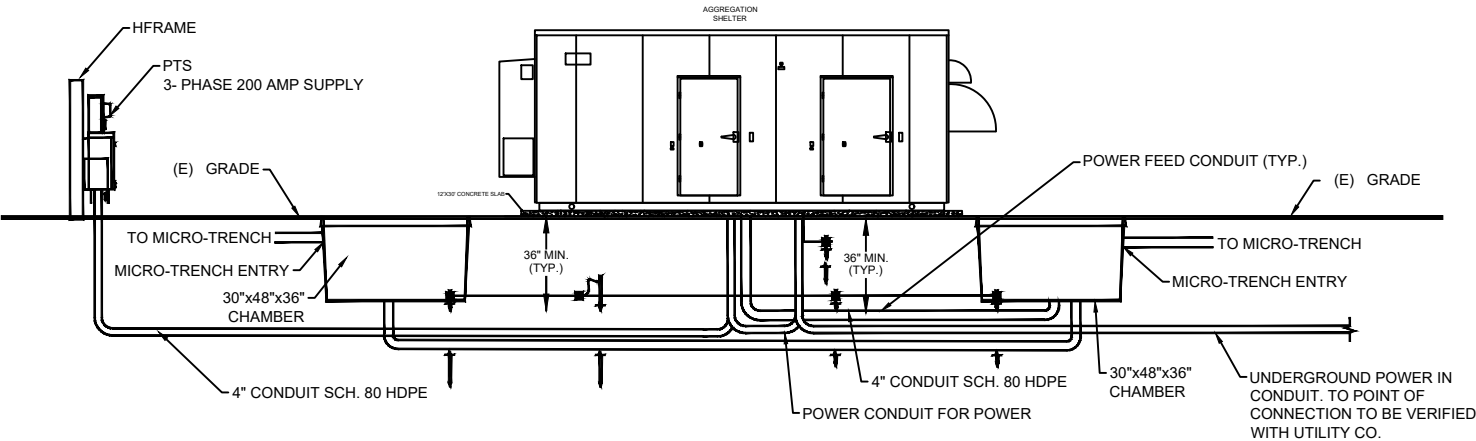 AGGREGATION
SHELTER
HFRAME
PTS
3- PHASE 200 AMP SUPPLY
(E) GRADE
12'X30' CONCRETE SLAB
POWER FEED CONDUIT (TYP.)
(E) GRADE
TO MICRO-TRENCH
MICRO-TRENCH ENTRY
30"x48"x36"
CHAMBER
36" MIN.
(TYP.)
36" MIN.
(TYP.)
TO MICRO-TRENCH
MICRO-TRENCH ENTRY
4" CONDUIT SCH. 80 HDPE
4" CONDUIT SCH. 80 HDPE
POWER CONDUIT FOR POWER
30"x48"x36"
CHAMBER
UNDERGROUND POWER IN
CONDUIT. TO POINT OF
CONNECTION TO BE VERIFIED
WITH UTILITY CO.